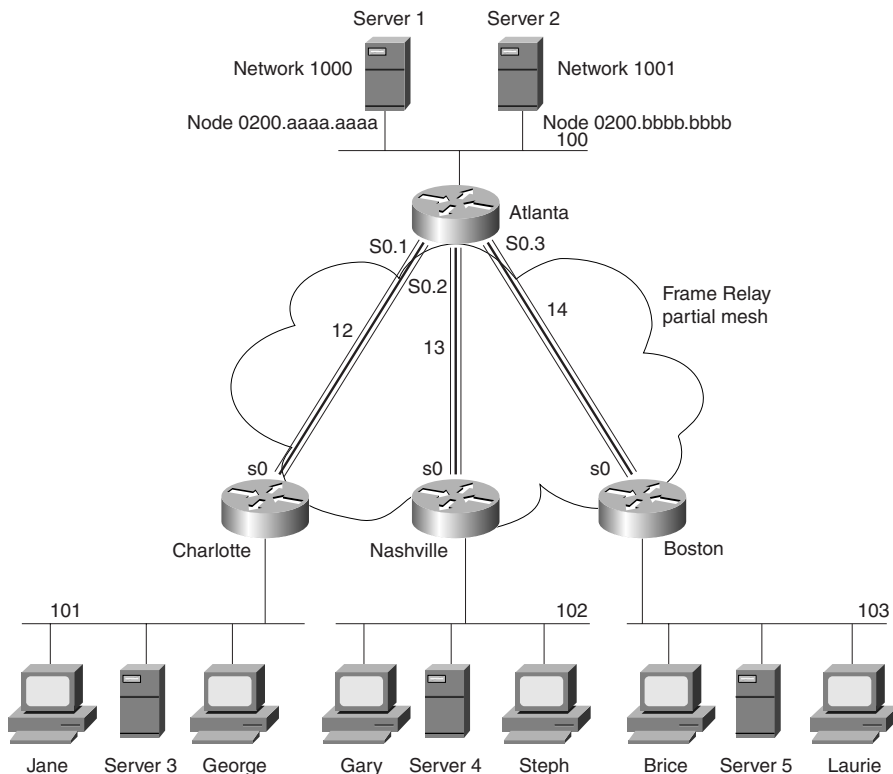 Server 1
Server 2
Network 1000
Network 1001
Node 0200.aaaa.aaaa
Node 0200.bbbb.bbbb
100
Atlanta
S0.1
S0.3
S0.2
Frame Relay
partial mesh
12
13
14
s0
s0
s0
Charlotte
Nashville
Boston
101
102
103
Jane
Server 3
George
Gary
Server 4
Steph
Brice
Server 5
Laurie